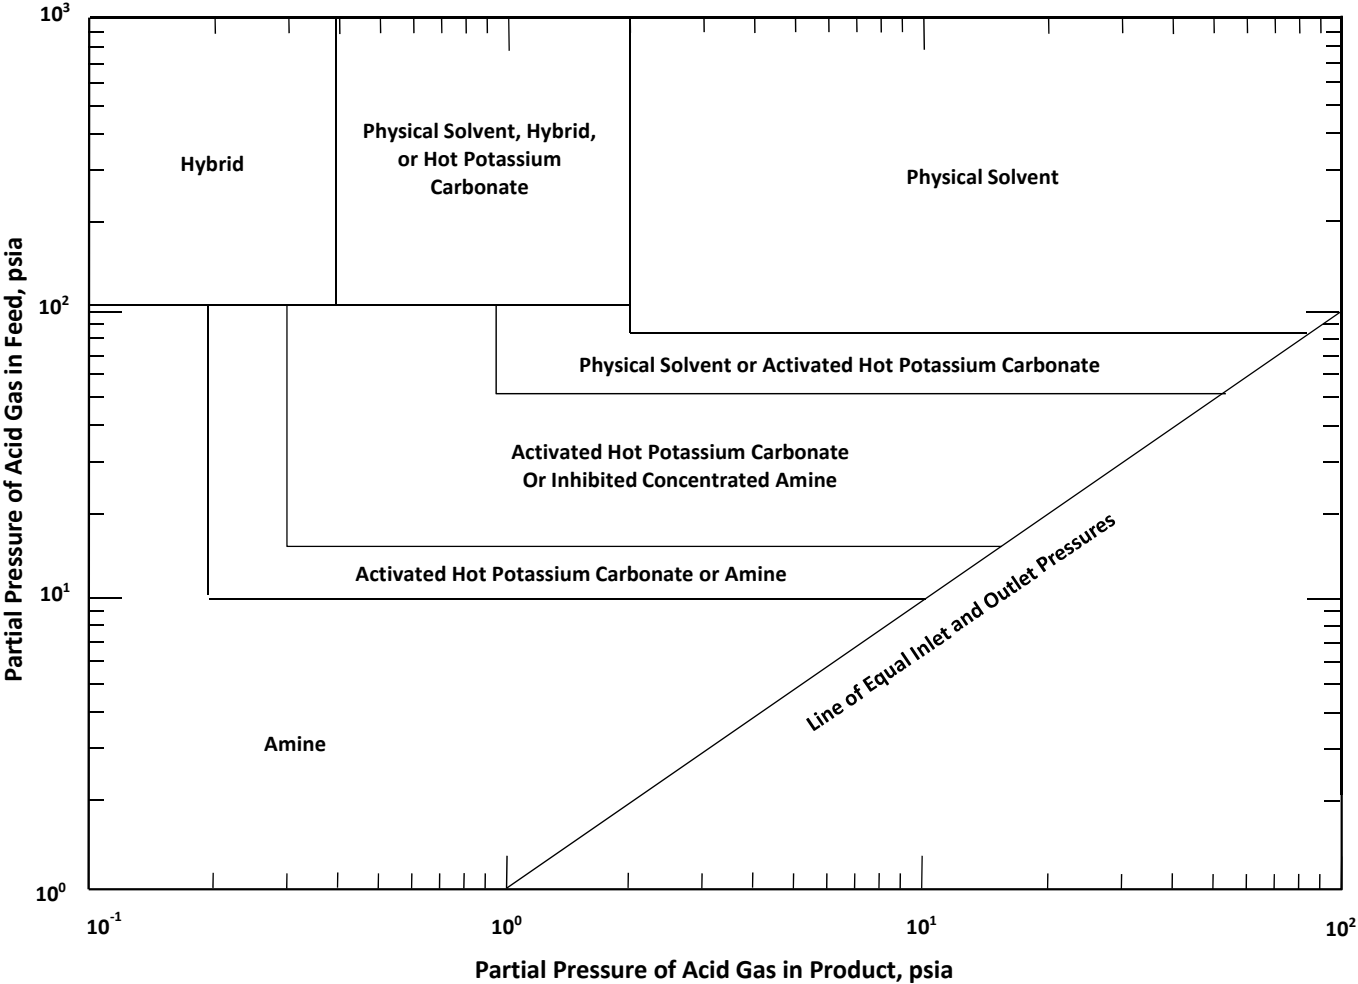 10³
Physical Solvent, Hybrid,
or Hot Potassium
Carbonate
Hybrid
Physical Solvent
Partial Pressure of Acid Gas in Feed, psia
10²
Physical Solvent or Activated Hot Potassium Carbonate
Activated Hot Potassium Carbonate
Or Inhibited Concentrated Amine
Activated Hot Potassium Carbonate or Amine
10¹
Line of Equal Inlet and Outlet Pressures
Amine
10⁰
10⁻¹
10⁰
10¹
10²
Partial Pressure of Acid Gas in Product, psia